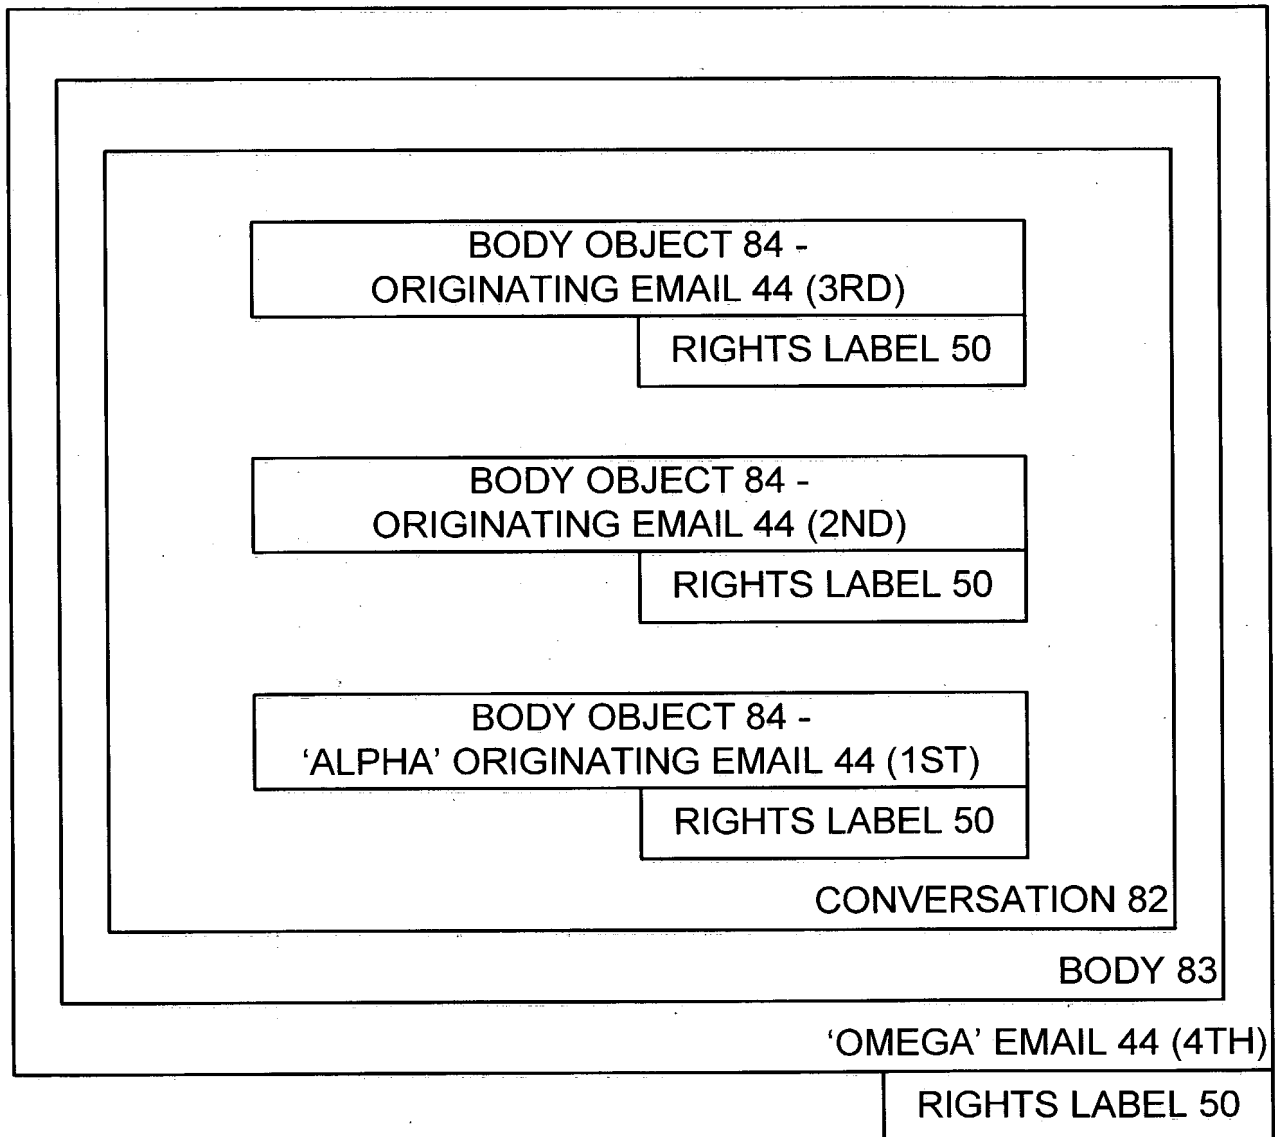 BODY OBJECT 84 -
ORIGINATING EMAIL 44 (3RD)
RIGHTS LABEL 50
BODY OBJECT 84 -
ORIGINATING EMAIL 44 (2ND)
RIGHTS LABEL 50
BODY OBJECT 84 -
‘ALPHA’ ORIGINATING EMAIL 44 (1ST)
RIGHTS LABEL 50
CONVERSATION 82
BODY 83
‘OMEGA’ EMAIL 44 (4TH)
RIGHTS LABEL 50